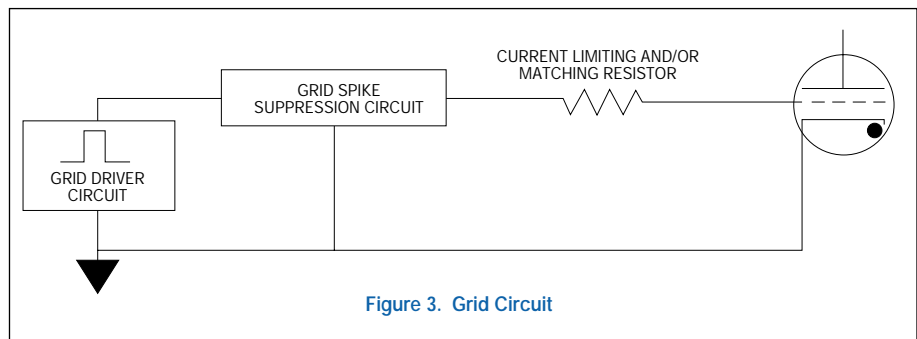 CURRENT LIMITING AND/OR
MATCHING RESISTOR
GRID SPIKE
SUPPRESSION CIRCUIT
GRID DRIVER
CIRCUIT
Figure 3. Grid Circuit